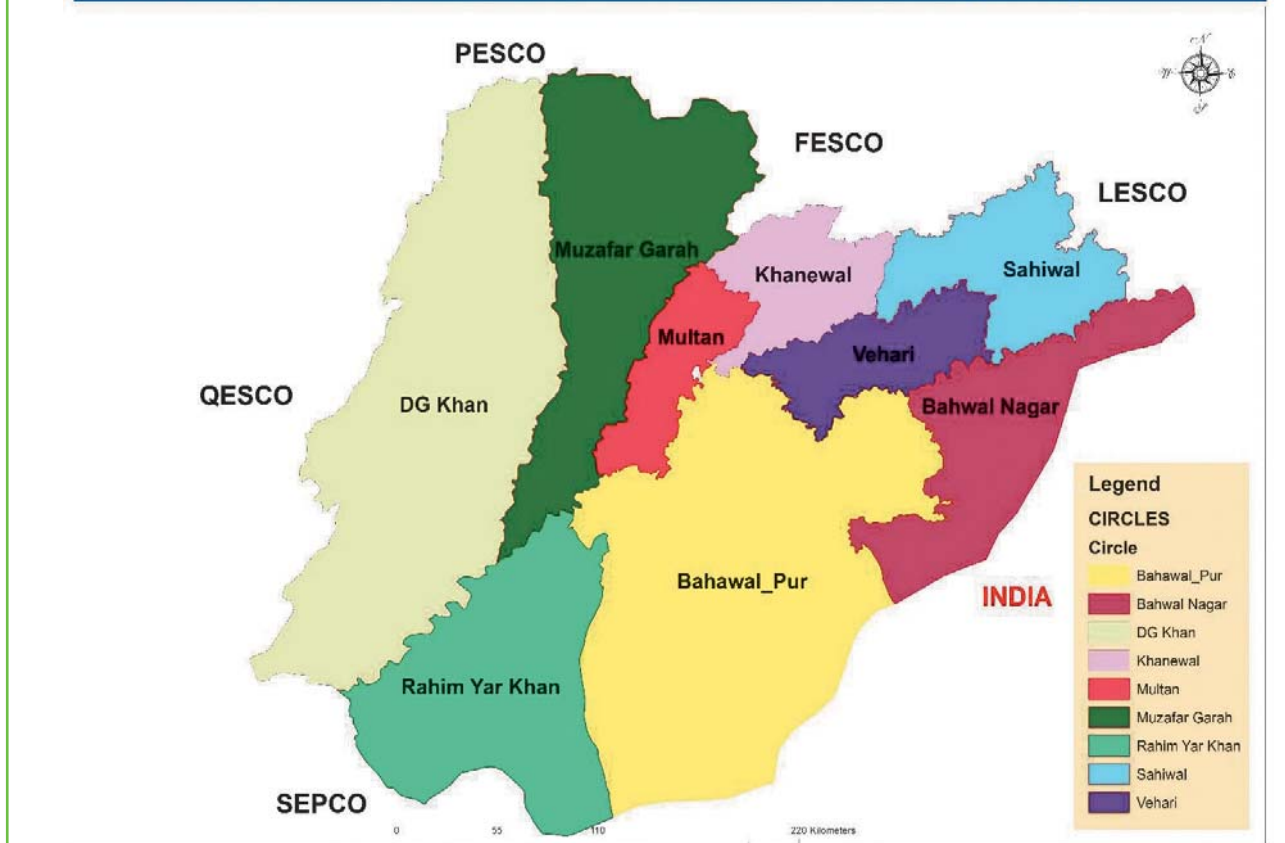 PESCO
N
W
E
S
FESCO
LESCO
Muzafar Garah
Khanewal
Sahiwal
Multan
Vehari
QESCO
DG Khan
Bahwal Nagar
Legend
CIRCLES
Circle
Bahawal_Pur
Bahwal Nagar
DG Khan
Khanewal
Multan
Muzafar Garah
Rahim Yar Khan
Sahiwal
Vehari
Bahawal_Pur
INDIA
Rahim Yar Khan
SEPCO
0 55 110 220 Kilometers